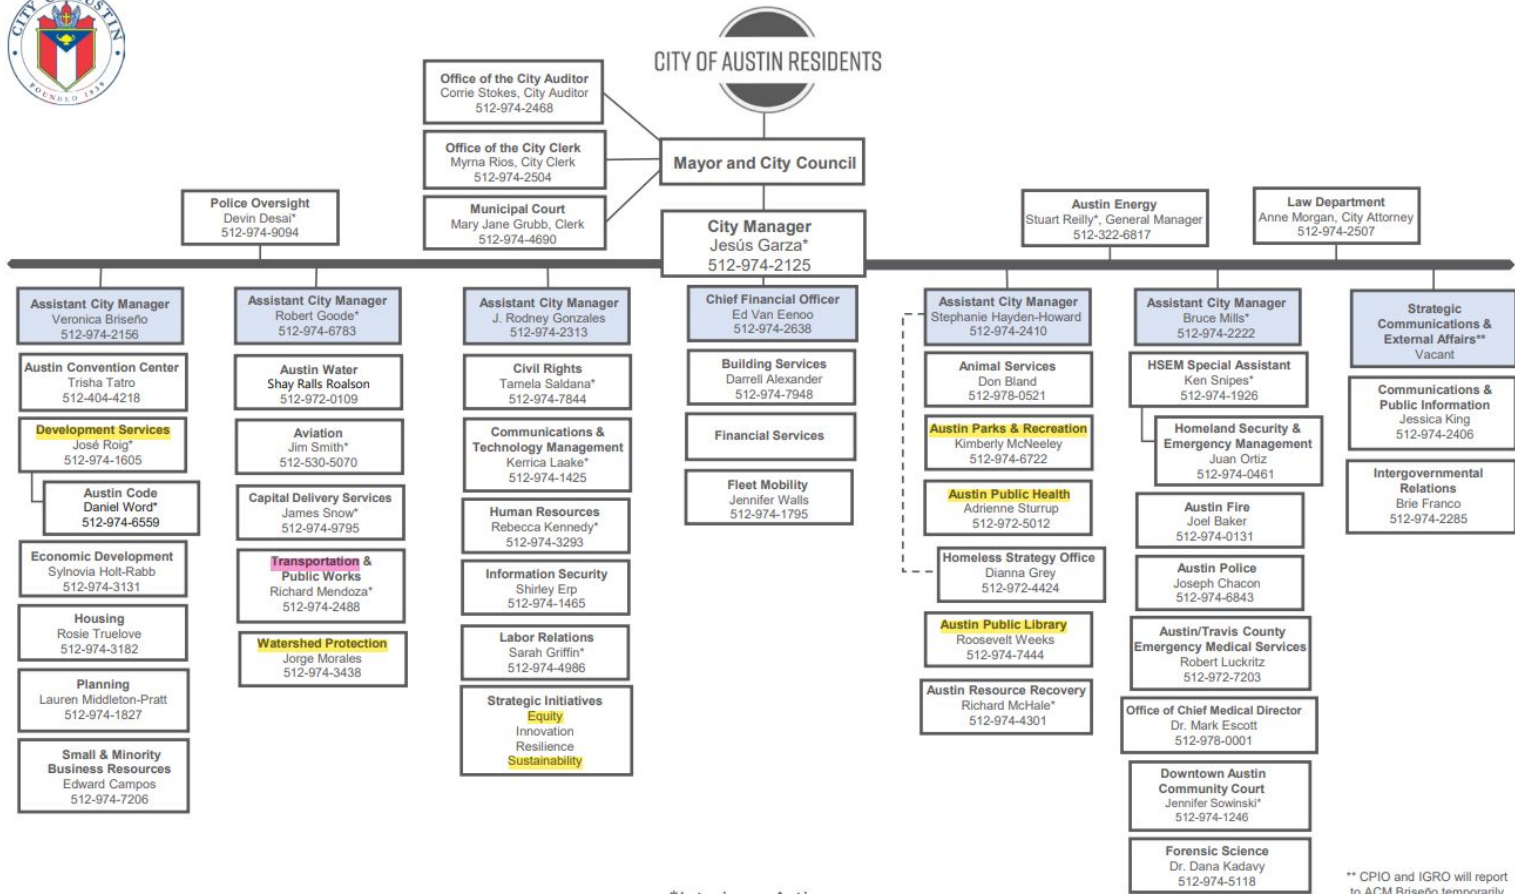 CITY OF AUSTIN
FOUNDED 1839
CITY OF AUSTIN RESIDENTS
Office of the City Auditor
Corrie Stokes, City Auditor
512-974-2468
Office of the City Clerk
Myrna Rios, City Clerk
512-974-2504
Municipal Court
Mary Jane Grubb, Clerk
512-974-4690
Mayor and City Council
City Manager
Jesús Garza*
512-974-2125
Police Oversight
Devin Desai*
512-974-9094
Austin Energy
Stuart Reilly*, General Manager
512-322-6817
Law Department
Anne Morgan, City Attorney
512-974-2507
Assistant City Manager
Veronica Briseño
512-974-2156
Austin Convention Center
Trisha Tatro
512-404-4218
Development Services
José Roig*
512-974-1605
Austin Code
Daniel Word*
512-974-6559
Economic Development
Sylnovia Holt-Rabb
512-974-3131
Housing
Rosie Truelove
512-974-3182
Planning
Lauren Middleton-Pratt
512-974-1827
Small & Minority
Business Resources
Edward Campos
512-974-7206
Assistant City Manager
Robert Goode*
512-974-6783
Austin Water
Shay Ralls Roalson
512-972-0109
Aviation
Jim Smith*
512-530-5070
Capital Delivery Services
James Snow*
512-974-9795
Transportation &
Public Works
Richard Mendoza*
512-974-2488
Watershed Protection
Jorge Morales
512-974-3438
Assistant City Manager
J. Rodney Gonzales
512-974-2313
Civil Rights
Tamela Saldana*
512-974-7844
Communications &
Technology Management
Kerrica Laake*
512-974-1425
Human Resources
Rebecca Kennedy*
512-974-3293
Information Security
Shirley Erp
512-974-1465
Labor Relations
Sarah Griffin*
512-974-4986
Strategic Initiatives
Equity
Innovation
Resilience
Sustainability
Chief Financial Officer
Ed Van Eenoo
512-974-2638
Building Services
Darrell Alexander
512-974-7948
Financial Services
Fleet Mobility
Jennifer Walls
512-974-1795
Assistant City Manager
Stephanie Hayden-Howard
512-974-2410
Animal Services
Don Bland
512-978-0521
Austin Parks & Recreation
Kimberly McNeeley
512-974-6722
Austin Public Health
Adrienne Sturrup
512-972-5012
Homeless Strategy Office
Dianna Grey
512-972-4424
Austin Public Library
Roosevelt Weeks
512-974-7444
Austin Resource Recovery
Richard McHale*
512-974-4301
Assistant City Manager
Bruce Mills*
512-974-2222
HSEM Special Assistant
Ken Snipes*
512-974-1926
Homeland Security &
Emergency Management
Juan Ortiz
512-974-0461
Austin Fire
Joel Baker
512-974-0131
Austin Police
Joseph Chacon
512-974-6843
Austin/Travis County
Emergency Medical Services
Robert Luckritz
512-972-7203
Office of Chief Medical Director
Dr. Mark Escott
512-978-0001
Downtown Austin
Community Court
Jennifer Sowinski*
512-974-1246
Forensic Science
Dr. Dana Kadavy
512-974-5118
Strategic
Communications &
External Affairs**
Vacant
Communications &
Public Information
Jessica King
512-974-2406
Intergovernmental
Relations
Brie Franco
512-974-2285
** CPIO and IGRO will report
to ACM Briseño temporarily